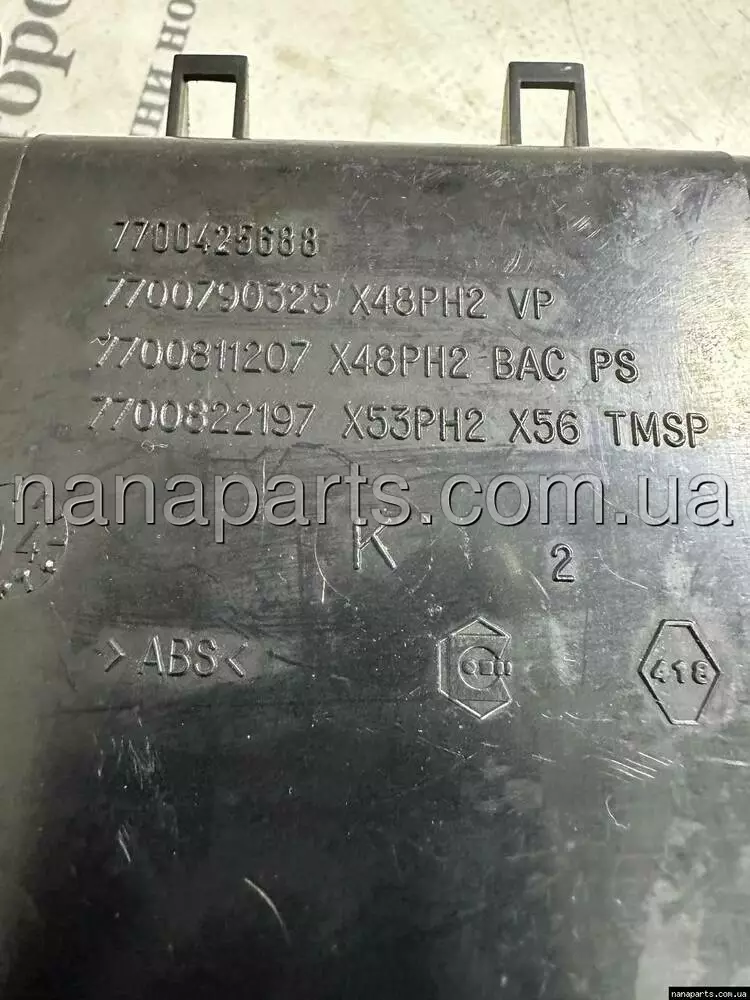 7700425688
7700790325 X48PH2 VP
7700811207 X48PH2 BAC PS
7700822197 X53PH2 X56 TMSP
nanaparts.com.ua
4
K
2
>ABS<
418
nanaparts.com.ua